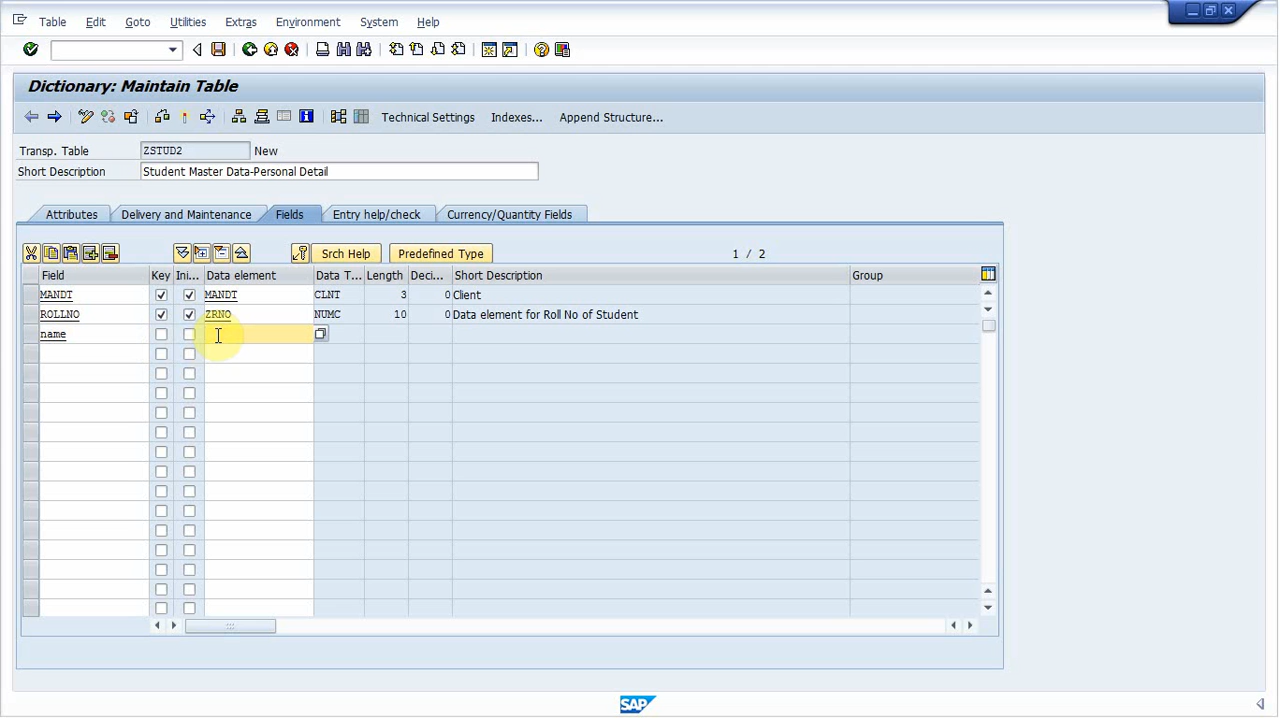 Table Edit Goto Utilities Extras Environment System Help
Dictionary: Maintain Table
Technical Settings Indexes... Append Structure...
Transp. Table ZSTUD2 New
Short Description Student Master Data-Personal Detail
Attributes Delivery and Maintenance Fields Entry help/check Currency/Quantity Fields
Srch Help Predefined Type 1 / 2
Field Key Ini... Data element Data T... Length Deci... Short Description Group
MANDT MANDT CLNT 3 0 Client
ROLLNO ZRNO NUMC 10 0 Data element for Roll No of Student
name
SAP